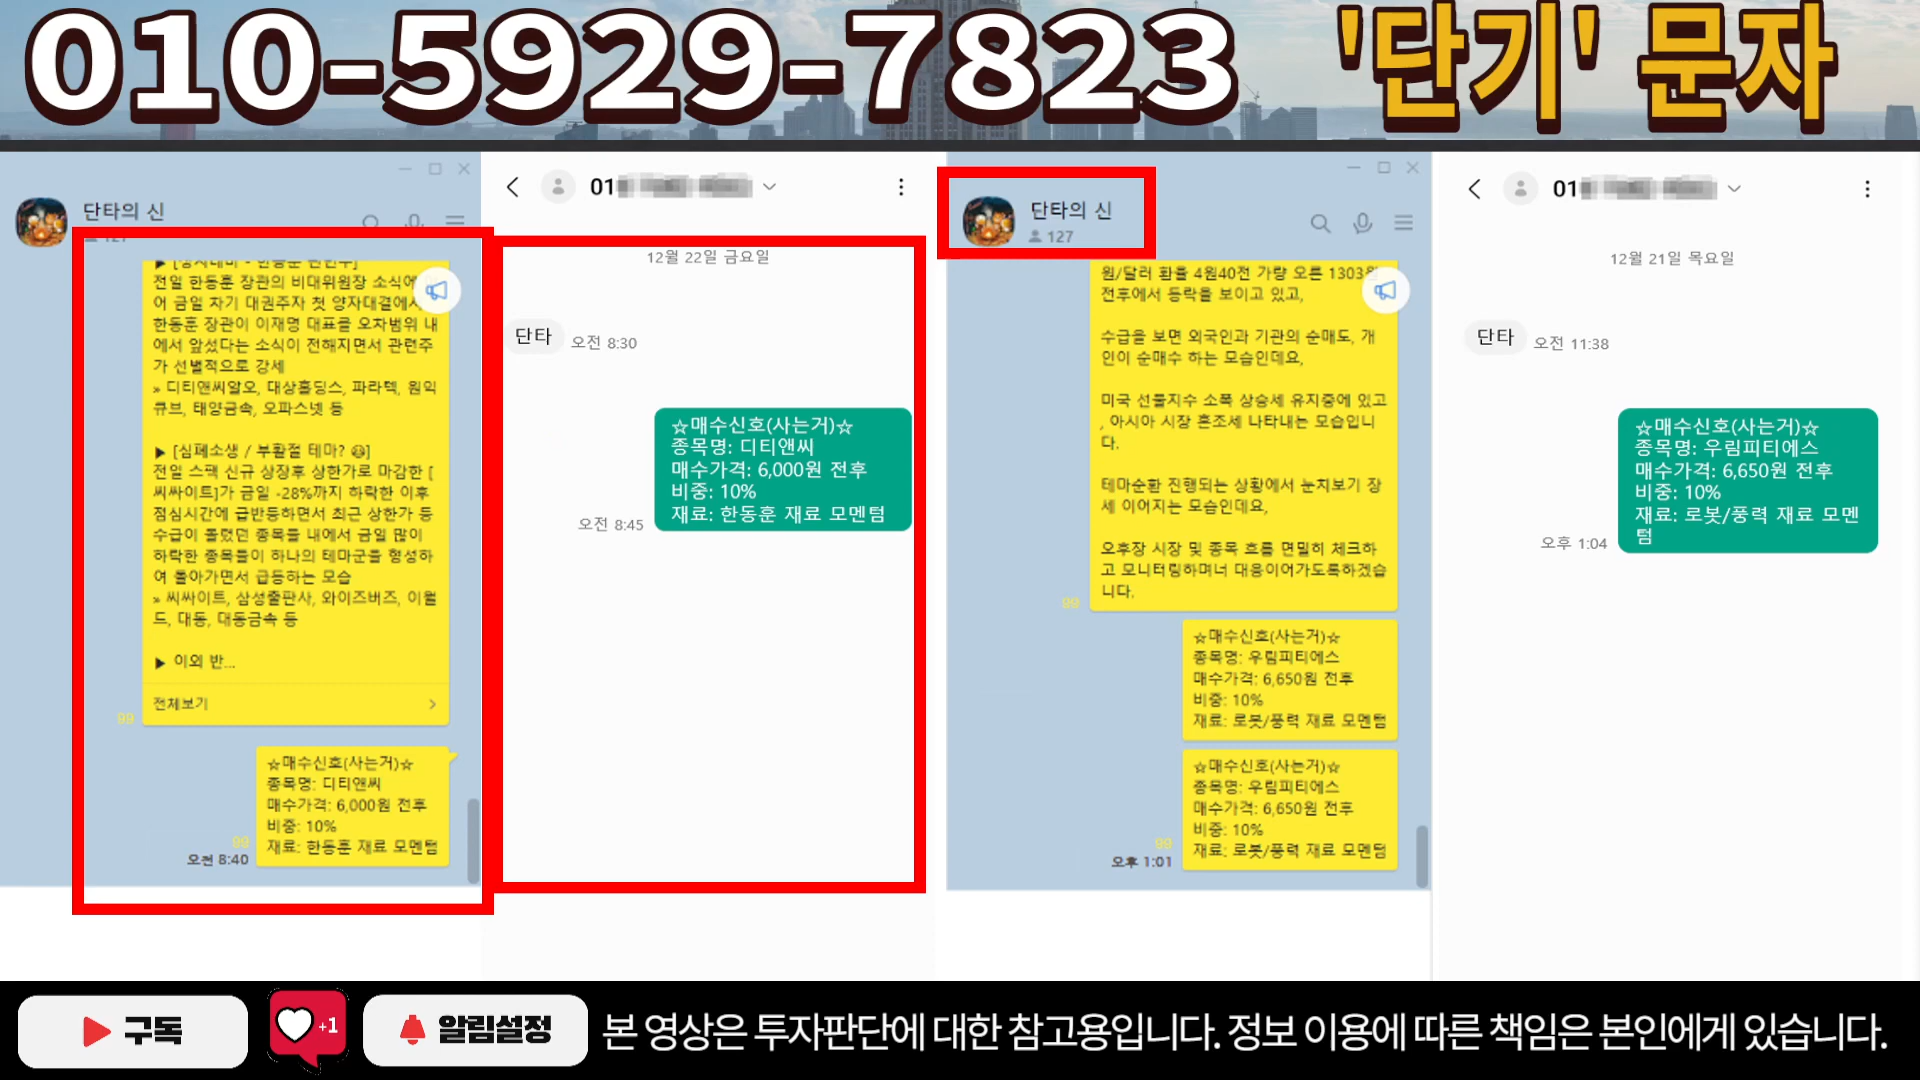 010-5929-7823 '단기' 문자
단타의 신
127
전일 한동훈 장관의 비대위원장 소식에
어 금일 차기 대권주자 첫 양자대결에서
한동훈 장관이 이재명 대표를 오차범위 내
에서 앞섰다는 소식이 전해지면서 관련주
가 선별적으로 강세
» 디티앤씨알오, 대상홀딩스, 파라텍, 원익
큐브, 태양금속, 오파스넷 등
▶ [심폐소생 / 부활절 테마? ]
전일 스팩 신규 상장후 상한가로 마감한 [
씨싸이트]가 금일 -28%까지 하락한 이후
점심시간에 급반등하면서 최근 상한가 등
수급이 몰렸던 종목들 내에서 금일 많이
하락한 종목들이 하나의 테마군을 형성하
여 돌아가면서 급등하는 모습
» 씨싸이트, 삼성출판사, 와이즈버즈, 이월
드, 대동, 대동금속 등
▶ 이외 반...
전체보기
99
☆매수신호(사는거)☆
종목명: 디티앤씨
매수가격: 6,000원 전후
비중: 10%
재료: 한동훈 재료 모멘텀
99
오전 8:40
01
12월 22일 금요일
단타
오전 8:30
☆매수신호(사는거)☆
종목명: 디티앤씨
매수가격: 6,000원 전후
비중: 10%
재료: 한동훈 재료 모멘텀
오전 8:45
단타의 신
127
원/달러 환율 4원40전 가량 오른 1303원
전후에서 등락을 보이고 있고,
수급을 보면 외국인과 기관의 순매도, 개
인이 순매수 하는 모습인데요,
미국 선물지수 소폭 상승세 유지중에 있고
, 아시아 시장 혼조세 나타내는 모습입니
다.
테마순환 진행되는 상황에서 눈치보기 장
세 이어지는 모습인데요,
오후장 시장 및 종목 흐름 면밀히 체크하
고 모니터링하며너 대응이어가도록하겠습
니다.
99
☆매수신호(사는거)☆
종목명: 우림피티에스
매수가격: 6,650원 전후
비중: 10%
재료: 로봇/풍력 재료 모멘텀
☆매수신호(사는거)☆
종목명: 우림피티에스
매수가격: 6,650원 전후
비중: 10%
재료: 로봇/풍력 재료 모멘텀
99
오후 1:01
01
12월 21일 목요일
단타
오전 11:38
☆매수신호(사는거)☆
종목명: 우림피티에스
매수가격: 6,650원 전후
비중: 10%
재료: 로봇/풍력 재료 모멘
텀
오후 1:04
구독
+1
알림설정
본 영상은 투자판단에 대한 참고용입니다. 정보 이용에 따른 책임은 본인에게 있습니다.